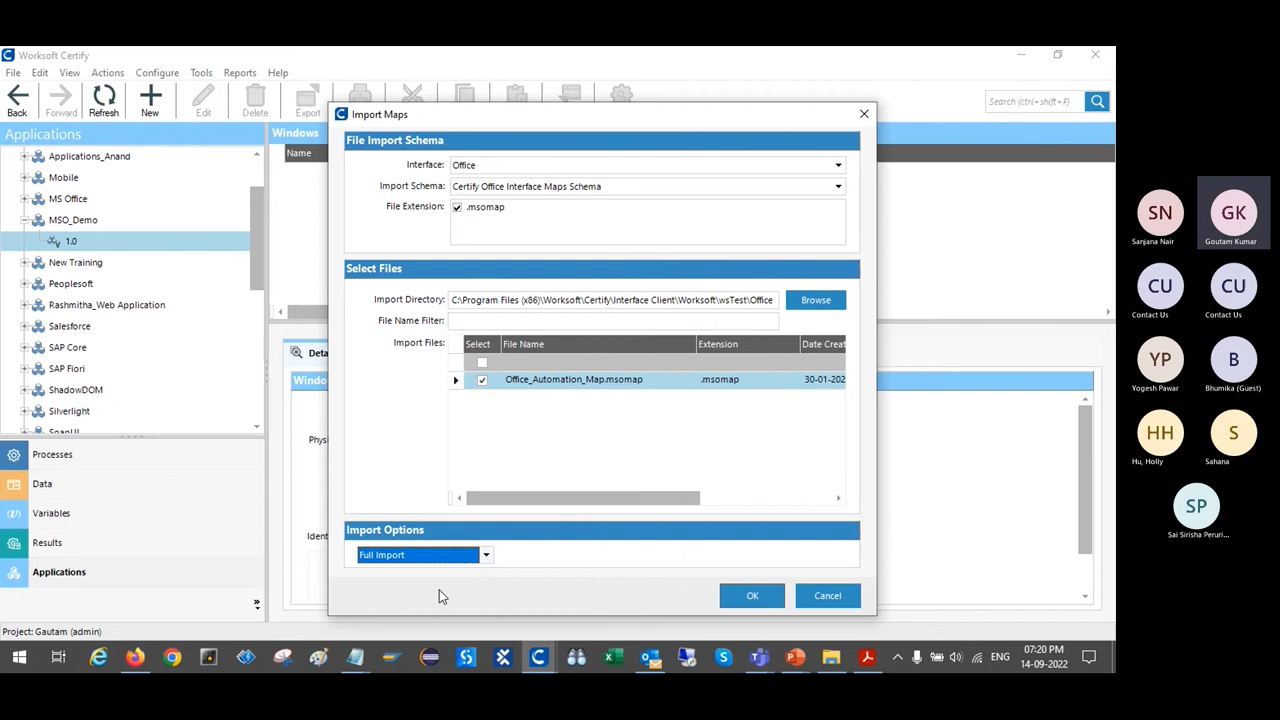 Worksoft Certify
File Edit View Actions Configure Tools Reports Help
Back Forward Refresh New Edit Delete Export
Search (ctrl+shift+F)
Applications
Applications_Anand
Mobile
MS Office
MSO_Demo
1.0
New Training
Peoplesoft
Rashmitha_Web Application
Salesforce
SAP Core
SAP Fiori
ShadowDOM
Silverlight
SoapUI
Processes
Data
Variables
Results
Applications
Windows
Name
Deta
Windo
Physi
Ident
Import Maps
File Import Schema
Interface: Office
Import Schema: Certify Office Interface Maps Schema
File Extension: .msomap
Select Files
Import Directory: C:\Program Files (x86)\Worksoft\Certify\Interface Client\Worksoft\wsTest\Office Browse
File Name Filter:
Import Files: Select File Name Extension Date Creat
Office_Automation_Map.msomap .msomap 30-01-202
Import Options
Full Import
OK Cancel
Project: Gautam (admin)
ENG 07:20 PM
14-09-2022
SN GK
Sanjana Nair Goutam Kumar
CU CU
Contact Us Contact Us
YP B
Yogesh Pawar Bhumika (Guest)
HH S
Hu, Holly Sahana
SP
Sai Sirisha Peruri...